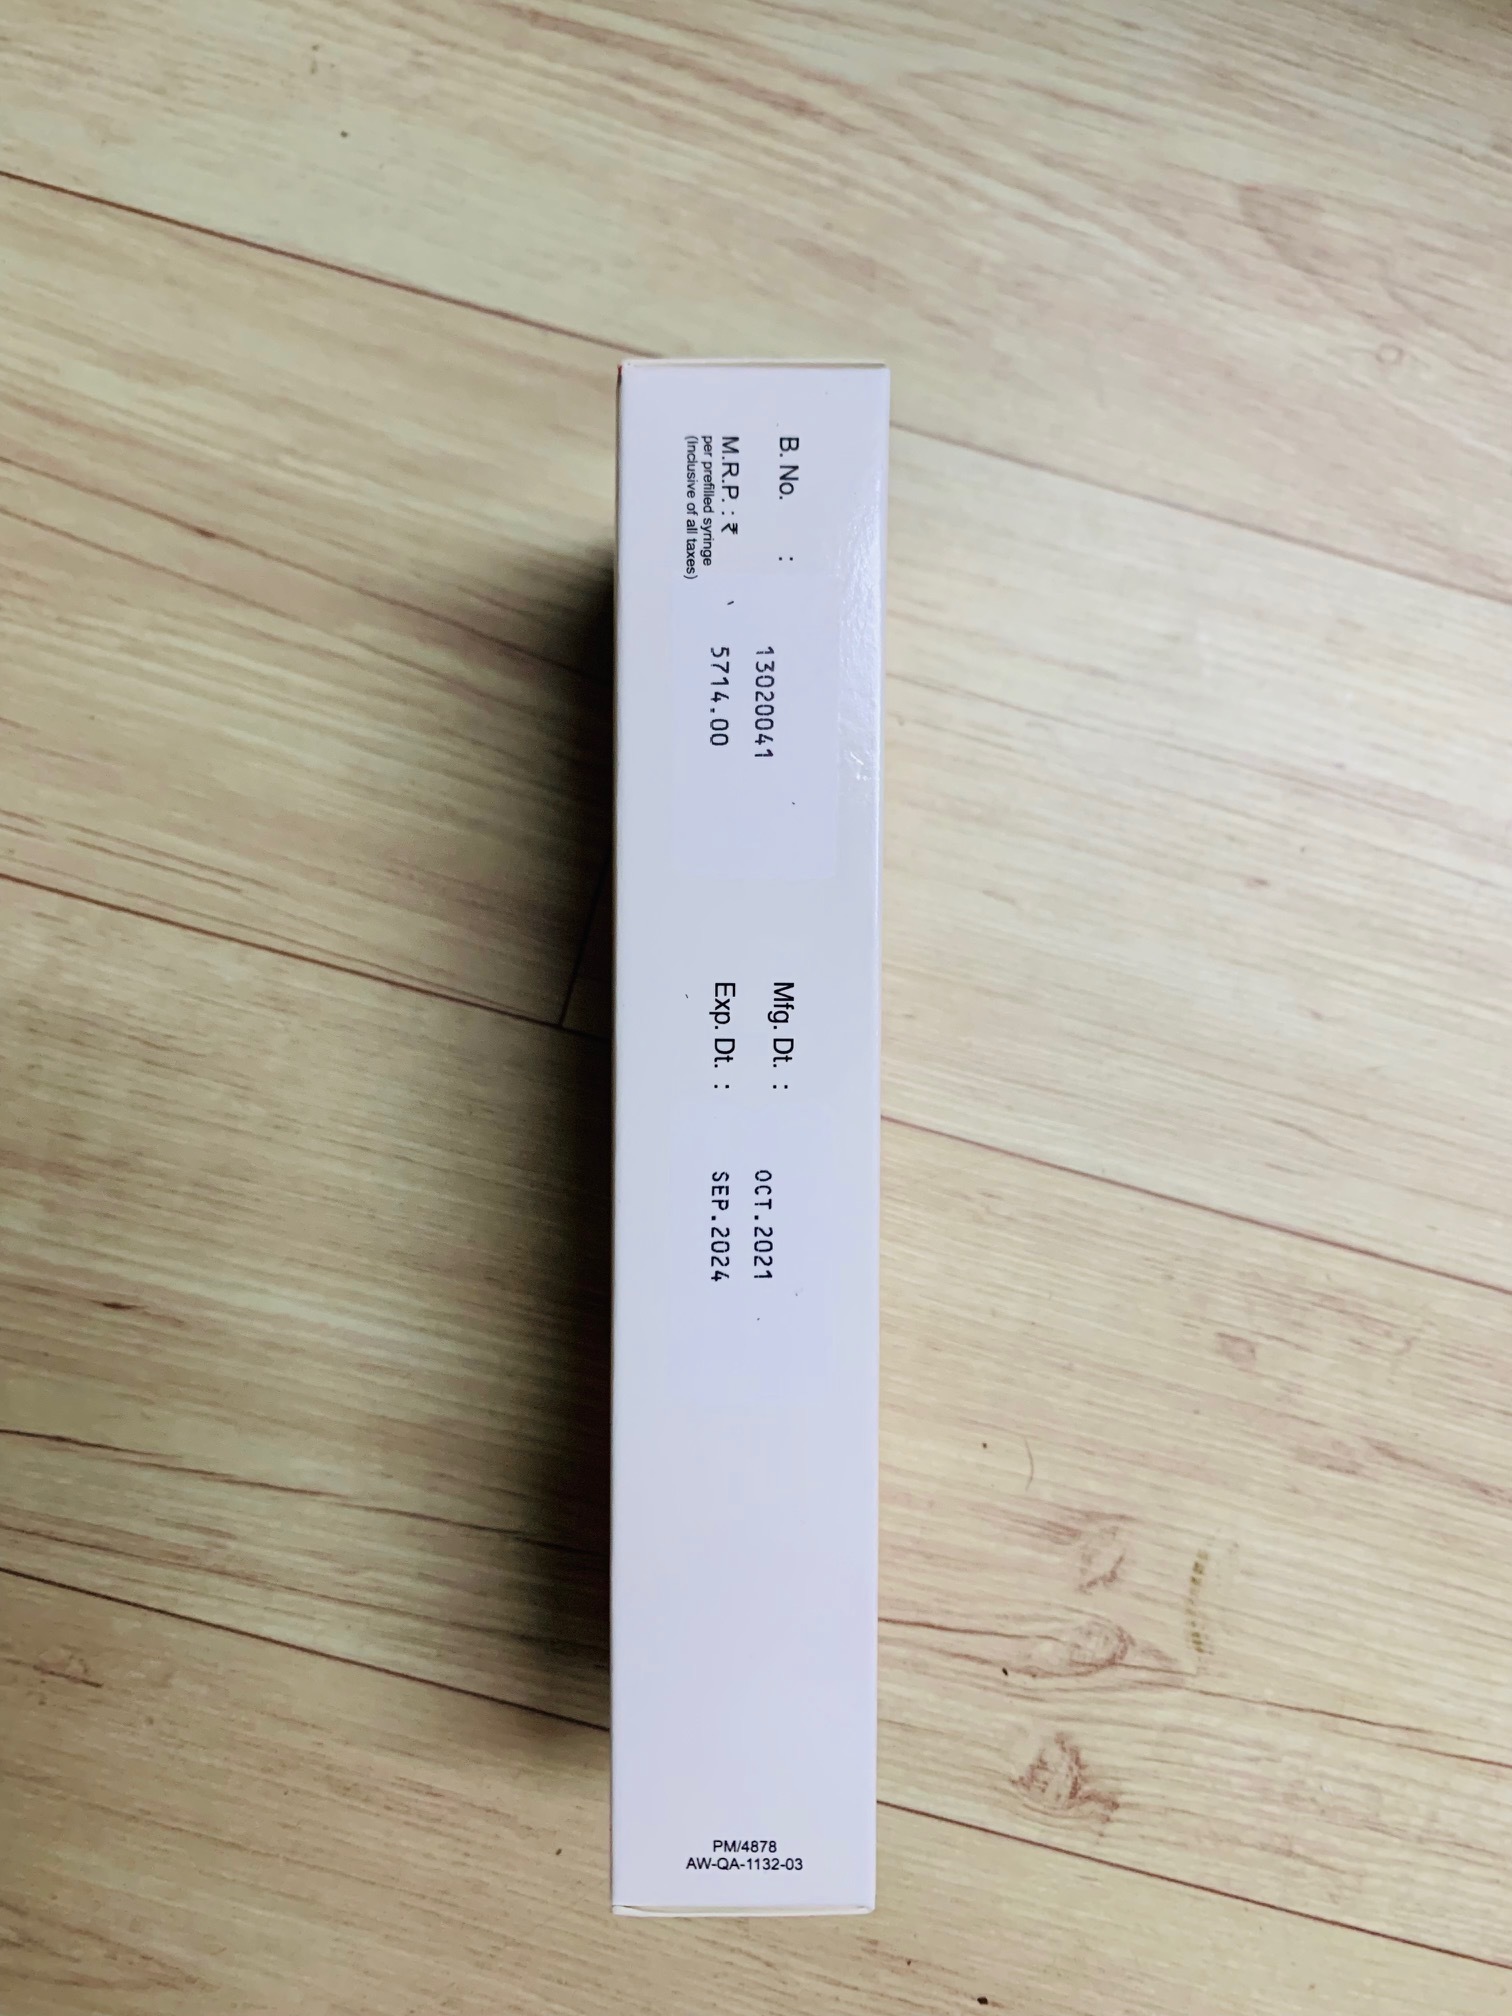 B. No. : 13020041
M.R.P. : ₹ 5714.00
per prefilled syringe
(Inclusive of all taxes)
Mfg. Dt. : OCT.2021
Exp. Dt. : SEP.2024
PM/4878
AW-QA-1132-03